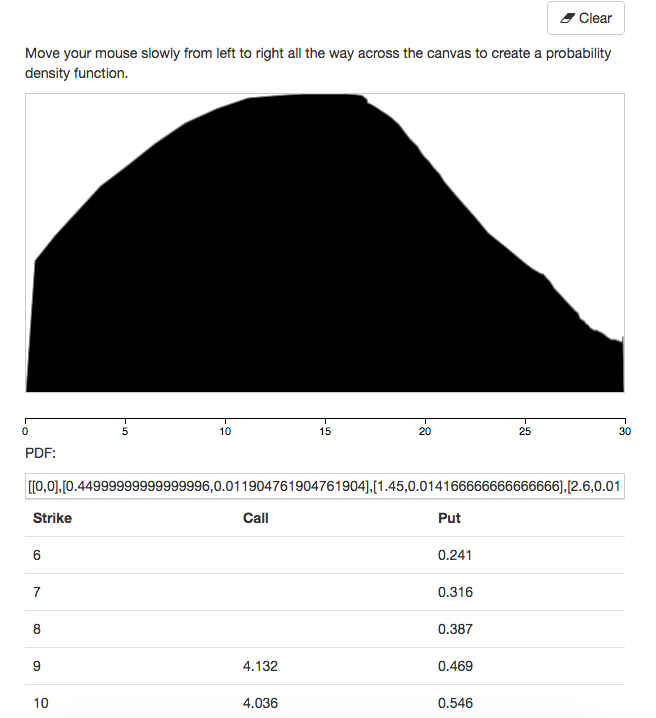 Clear
Move your mouse slowly from left to right all the way across the canvas to create a probability
density function.
0 5 10 15 20 25 30
PDF:
[[0,0],[0.44999999999999996,0.011904761904761904],[1.45,0.014166666666666666],[2.6,0.01
Strike Call Put
6 0.241
7 0.316
8 0.387
9 4.132 0.469
10 4.036 0.546